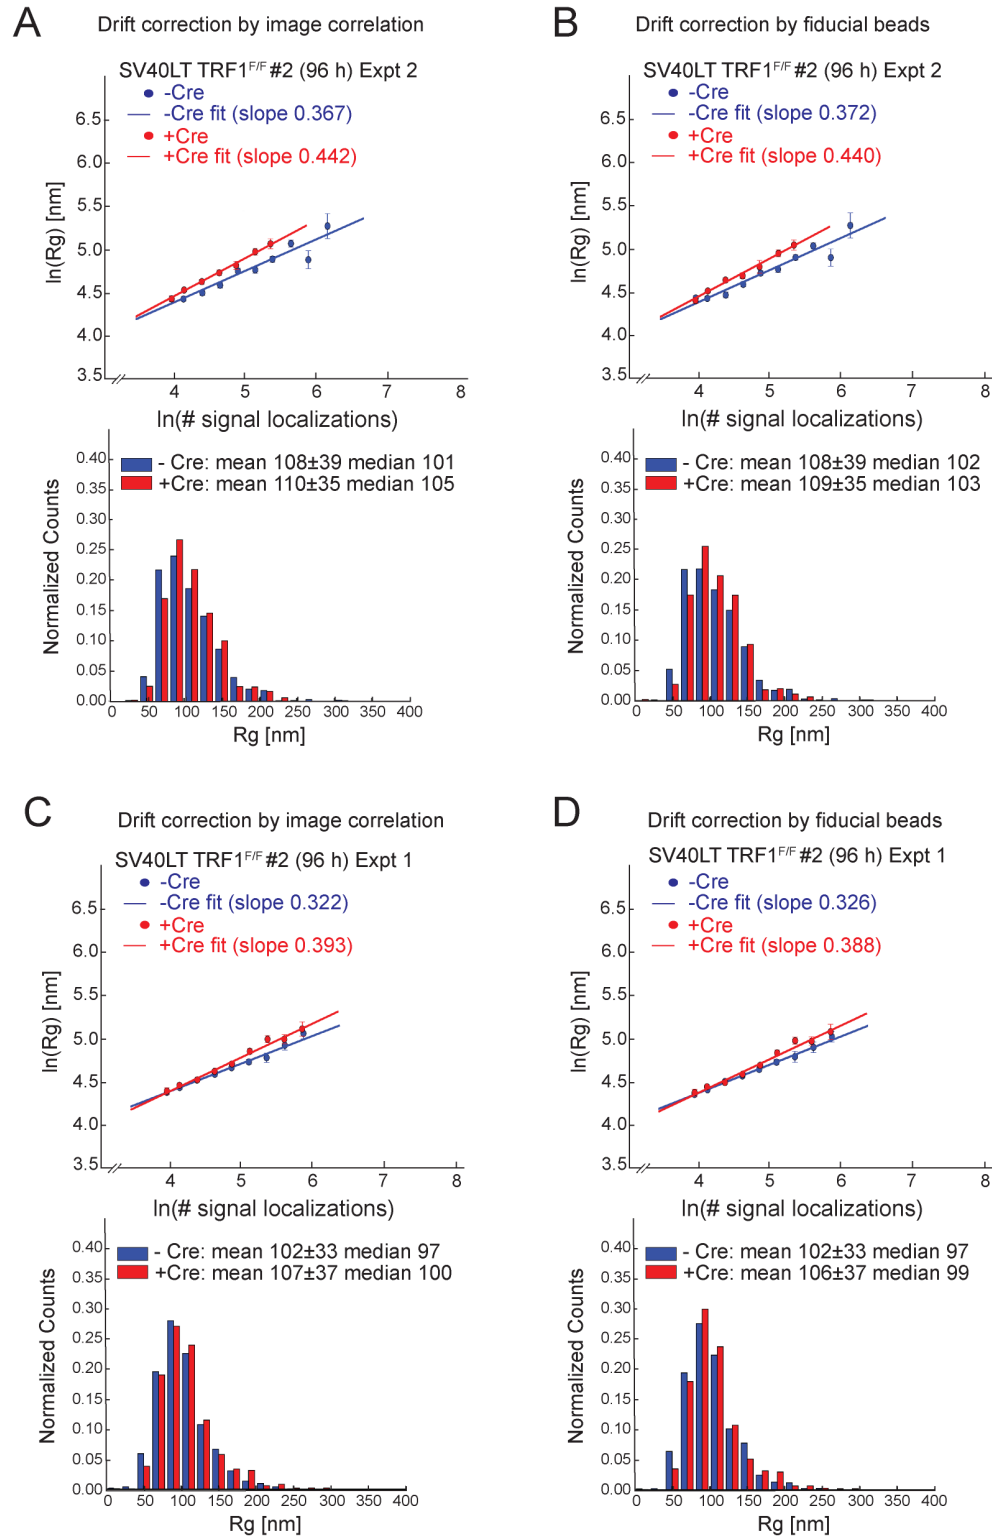 A
Drift correction by image correlation
SV40LT TRF1F/F #2 (96 h) Expt 2
-Cre
-Cre fit (slope 0.367)
+Cre
+Cre fit (slope 0.442)
ln(Rg) [nm]
6.5
6.0
5.5
5.0
4.5
4.0
3.5
4 5 6 7 8
ln(# signal localizations)
- Cre: mean 108±39 median 101
+Cre: mean 110±35 median 105
Normalized Counts
0.40
0.35
0.30
0.25
0.20
0.15
0.10
0.05
0.00
0 50 100 150 200 250 300 350 400
Rg [nm]
B
Drift correction by fiducial beads
SV40LT TRF1F/F #2 (96 h) Expt 2
-Cre
-Cre fit (slope 0.372)
+Cre
+Cre fit (slope 0.440)
ln(Rg) [nm]
6.5
6.0
5.5
5.0
4.5
4.0
3.5
4 5 6 7 8
ln(# signal localizations)
- Cre: mean 108±39 median 102
+Cre: mean 109±35 median 103
Normalized Counts
0.40
0.35
0.30
0.25
0.20
0.15
0.10
0.05
0.00
0 50 100 150 200 250 300 350 400
Rg [nm]
C
Drift correction by image correlation
SV40LT TRF1F/F #2 (96 h) Expt 1
-Cre
-Cre fit (slope 0.322)
+Cre
+Cre fit (slope 0.393)
ln(Rg) [nm]
6.5
6.0
5.5
5.0
4.5
4.0
3.5
4 5 6 7 8
ln(# signal localizations)
- Cre: mean 102±33 median 97
+Cre: mean 107±37 median 100
Normalized Counts
0.40
0.35
0.30
0.25
0.20
0.15
0.10
0.05
0.00
0 50 100 150 200 250 300 350 400
Rg [nm]
D
Drift correction by fiducial beads
SV40LT TRF1F/F #2 (96 h) Expt 1
-Cre
-Cre fit (slope 0.326)
+Cre
+Cre fit (slope 0.388)
ln(Rg) [nm]
6.5
6.0
5.5
5.0
4.5
4.0
3.5
4 5 6 7 8
ln(# signal localizations)
- Cre: mean 102±33 median 97
+Cre: mean 106±37 median 99
Normalized Counts
0.40
0.35
0.30
0.25
0.20
0.15
0.10
0.05
0.00
0 50 100 150 200 250 300 350 400
Rg [nm]